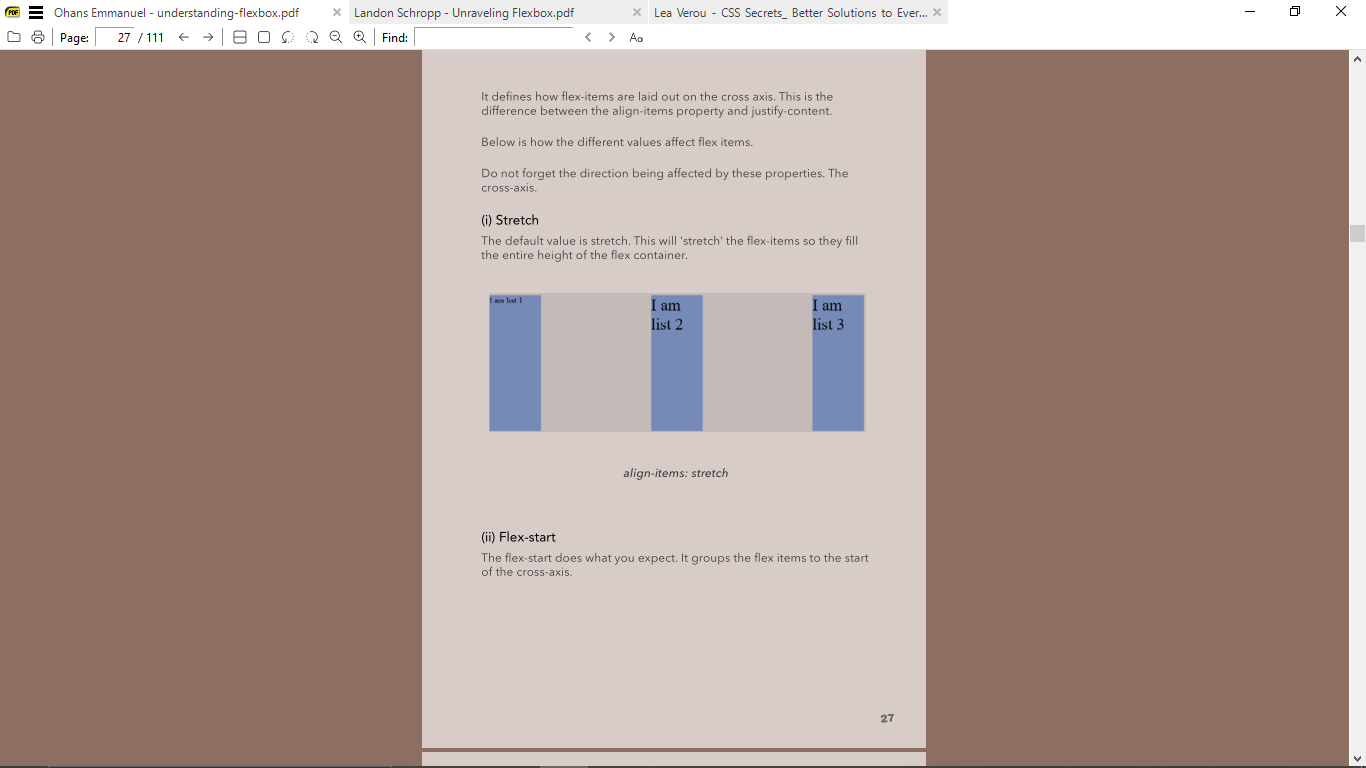 Ohans Emmanuel - understanding-flexbox.pdf
Landon Schropp - Unraveling Flexbox.pdf
Lea Verou - CSS Secrets_ Better Solutions to Ever...
Page: 27 / 111
Find:
Aa
It defines how flex-items are laid out on the cross axis. This is the
difference between the align-items property and justify-content.
Below is how the different values affect flex items.
Do not forget the direction being affected by these properties. The
cross-axis.
(i) Stretch
The default value is stretch. This will ‘stretch’ the flex-items so they fill
the entire height of the flex container.
I am list 1
I am
list 2
I am
list 3
align-items: stretch
(ii) Flex-start
The flex-start does what you expect. It groups the flex items to the start
of the cross-axis.
27